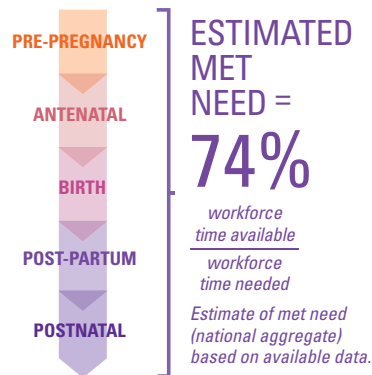 PRE-PREGNANCY
ANTENATAL
BIRTH
POST-PARTUM
POSTNATAL
ESTIMATED
MET
NEED =
74%
workforce
time available
workforce
time needed
Estimate of met need
(national aggregate)
based on available data.